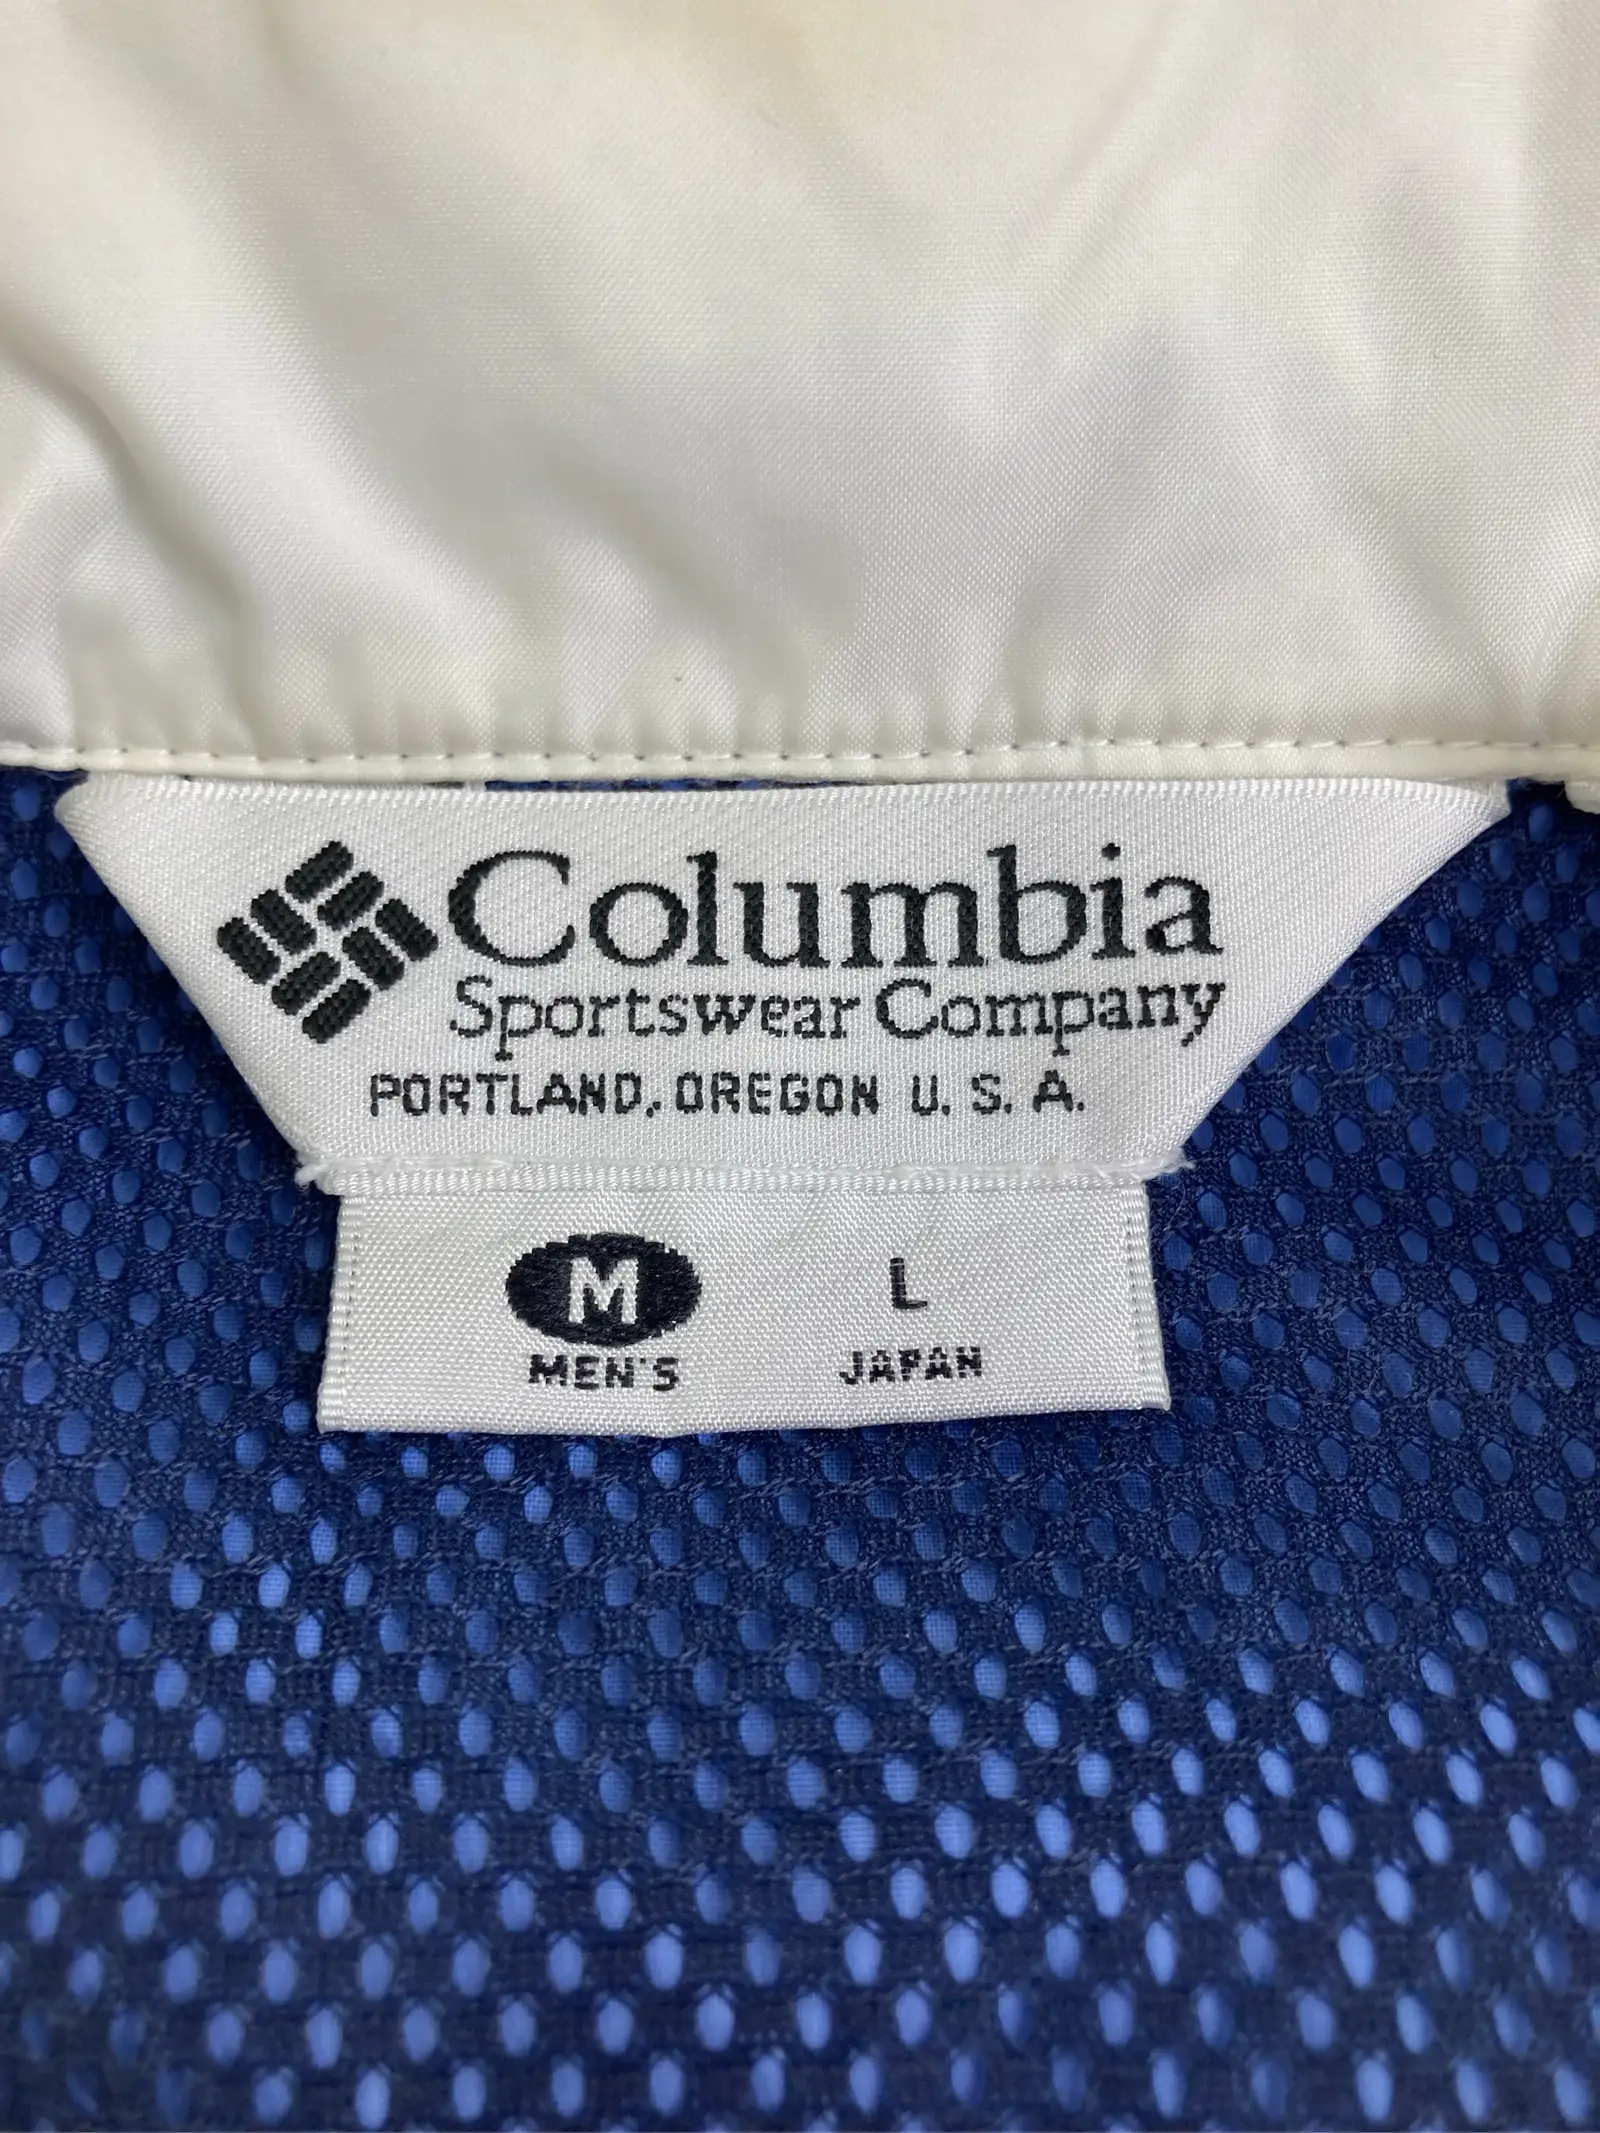 Columbia
Sportswear Company
PORTLAND, OREGON U.S.A.
M L
MEN'S JAPAN